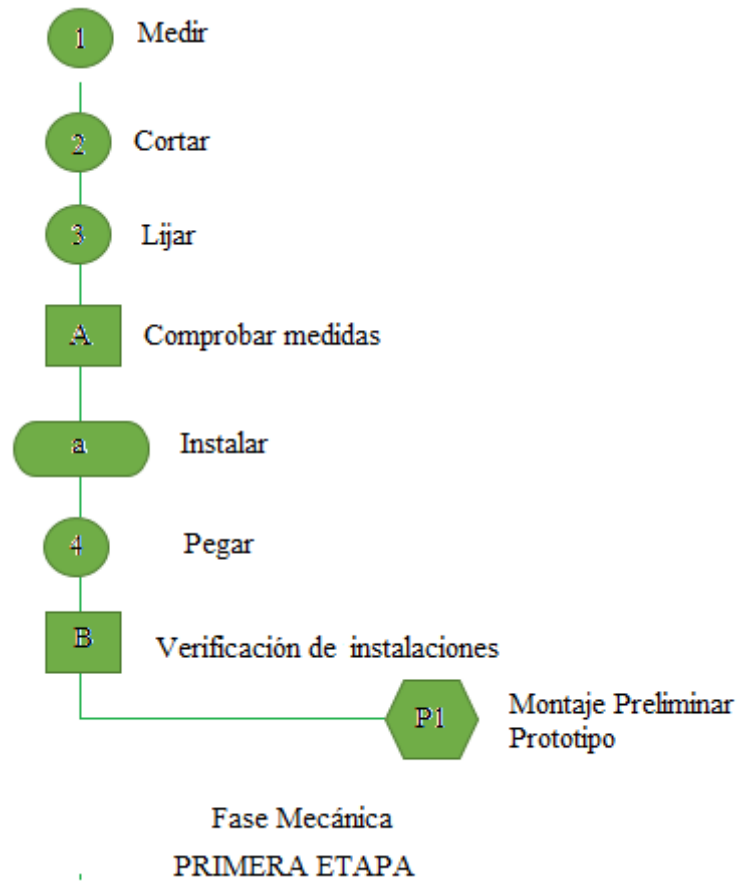 1 Medir
2 Cortar
3 Lijar
A Comprobar medidas
a Instalar
4 Pegar
B Verificación de instalaciones
P1 Montaje Preliminar
Prototipo
Fase Mecánica
PRIMERA ETAPA